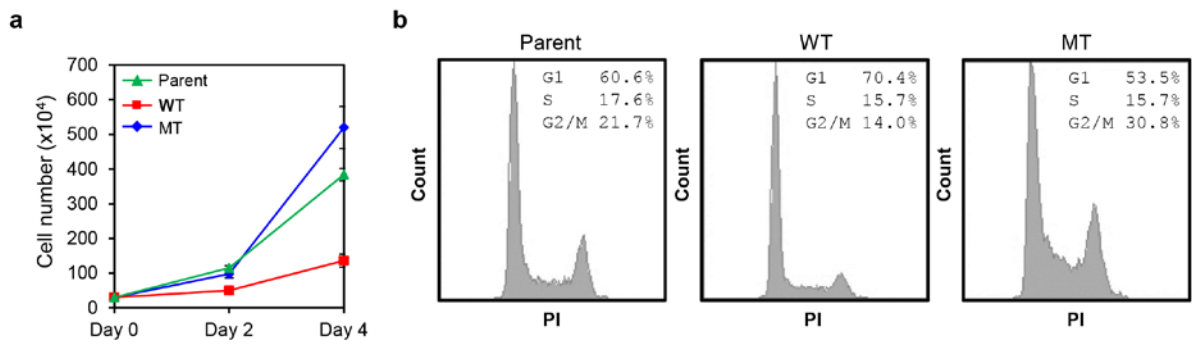 a
700
600
500
400
300
200
100
0
Cell number (x10⁴)
Parent
WT
MT
Day 0 Day 2 Day 4
b
Parent
G1 60.6%
S 17.6%
G2/M 21.7%
Count
PI
WT
G1 70.4%
S 15.7%
G2/M 14.0%
Count
PI
MT
G1 53.5%
S 15.7%
G2/M 30.8%
Count
PI